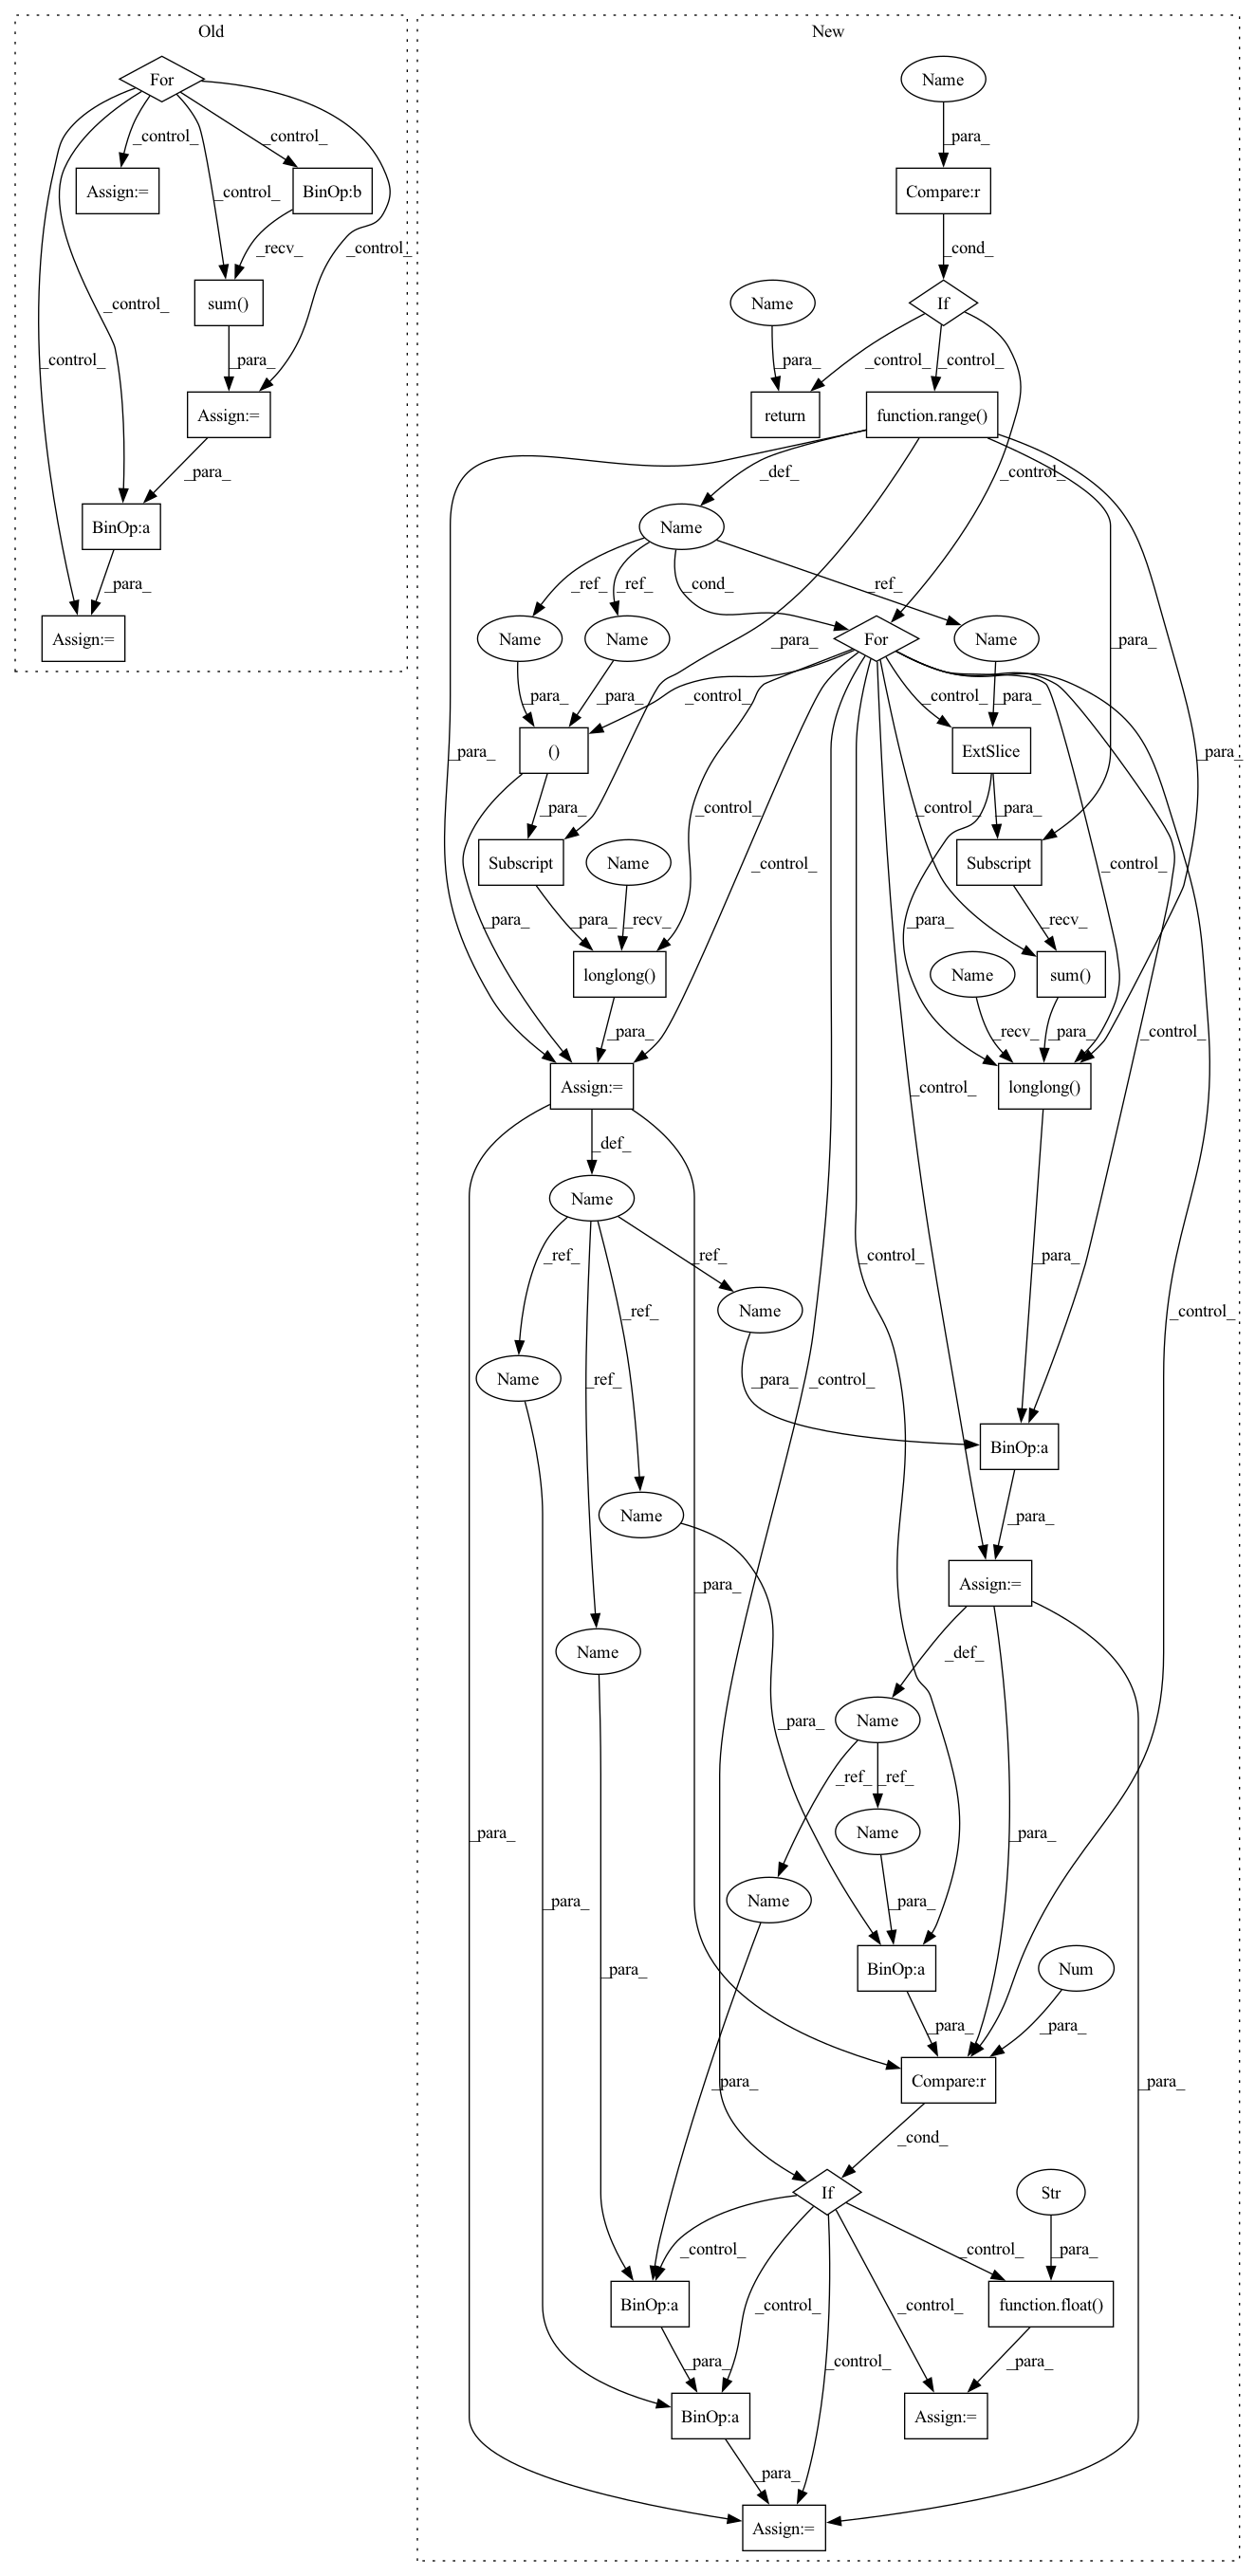 Old
New
For
Name
_para_
_control_
_control_
Assign:=
BinOp:b
Compare:r
_control_
_recv_
_control_
_cond_
sum()
Name
If
_control_
_control_
_para_
_para_
_control_
_control_
Assign:=
return
function.range()
_para_
_def_
_control_
BinOp:a
Name
_para_
_ref_
_ref_
_cond_
_ref_
Assign:=
Name
Name
For
Name
_para_
_para_
_para_
_para_
_control_
_control_
_para_
_para_
()
ExtSlice
_para_
_para_
_control_
_control_
_para_
Subscript
Name
Subscript
_control_
_control_
_para_
_para_
_recv_
_para_
_recv_
longlong()
Name
sum()
_para_
_recv_
_para_
_control_
Assign:=
longlong()
_control_
_def_
Name
_ref_
_ref_
_control_
_para_
_control_
_ref_
Name
Name
_ref_
_para_
_control_
BinOp:a
Name
_para_
_para_
Assign:=
Name
_def_
_para_
Name
_ref_
_ref_
_para_
_para_
Name
_para_
Name
_para_
_para_
BinOp:a
Num
_para_
_para_
_para_
Compare:r
_para_
_para_
_cond_
If
Str
_control_
_control_
_para_
BinOp:a
function.float()
_control_
_control_
_para_
_control_
_para_
BinOp:a
Assign:=
_para_
Assign:=